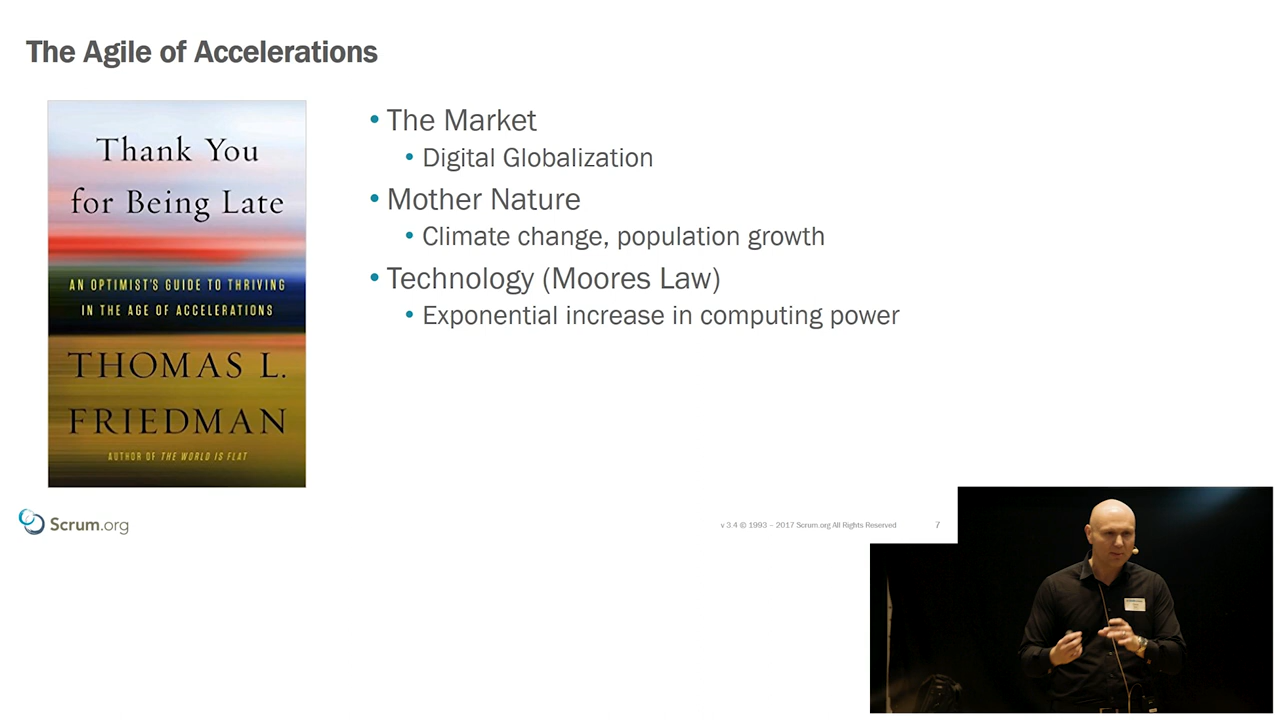 The Agile of Accelerations
Thank You
for Being Late
AN OPTIMIST'S GUIDE TO THRIVING
IN THE AGE OF ACCELERATIONS
THOMAS L.
FRIEDMAN
AUTHOR OF THE WORLD IS FLAT
• The Market
• Digital Globalization
• Mother Nature
• Climate change, population growth
• Technology (Moores Law)
• Exponential increase in computing power
Scrum.org
v 3.4 © 1993 – 2017 Scrum.org All Rights Reserved
7